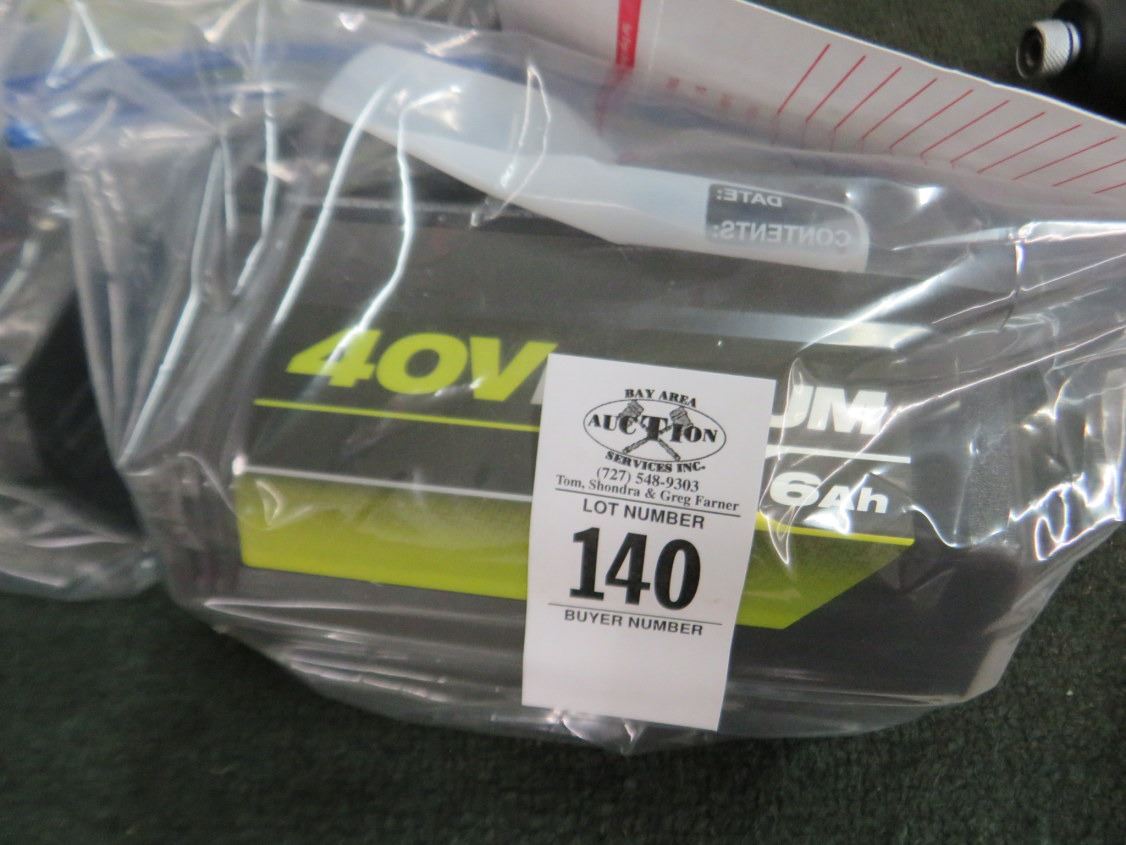 DATE:
CONTENTS:
40V UM
6Ah
BAY AREA
AUCTION
SERVICES INC.
(727) 548-9303
Tom, Shondra & Greg Farner
LOT NUMBER
140
BUYER NUMBER